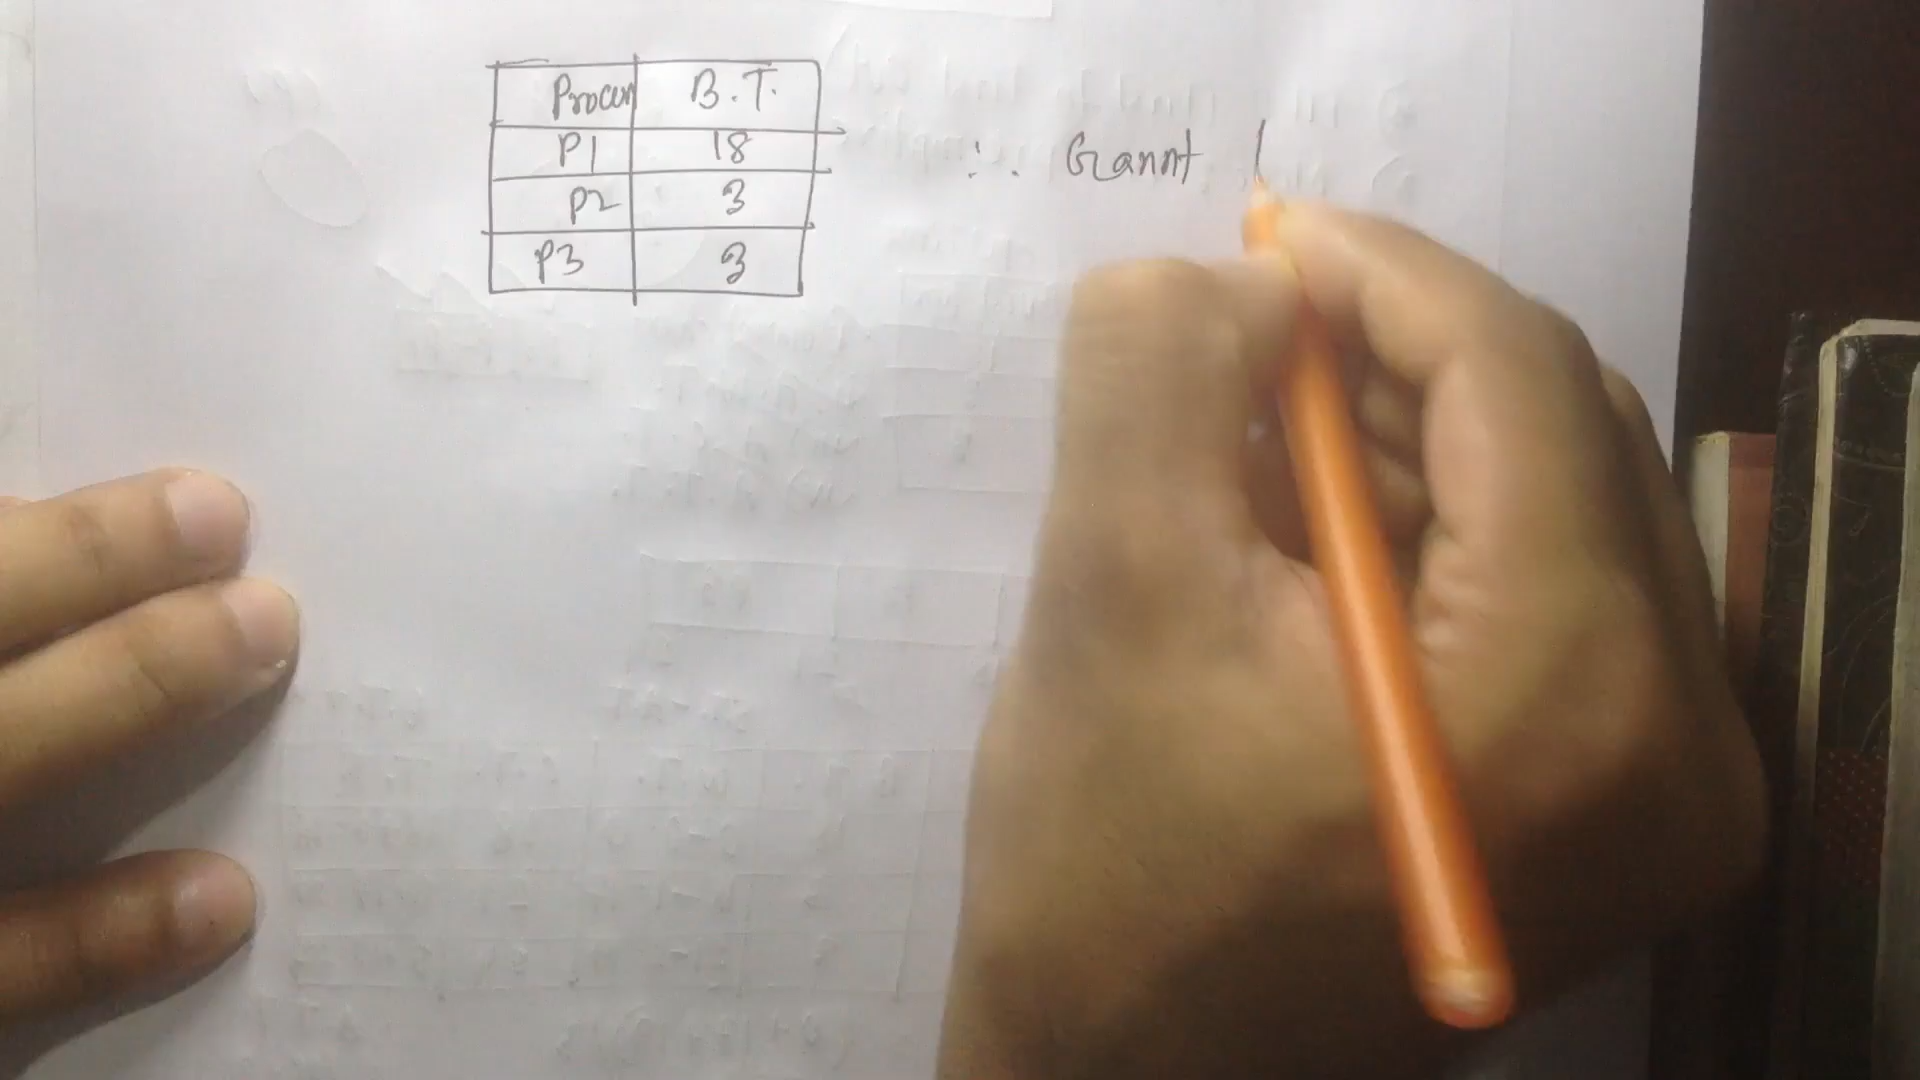 Process B.T.
P1 18
P2 3
P3 3
∴ Gannt